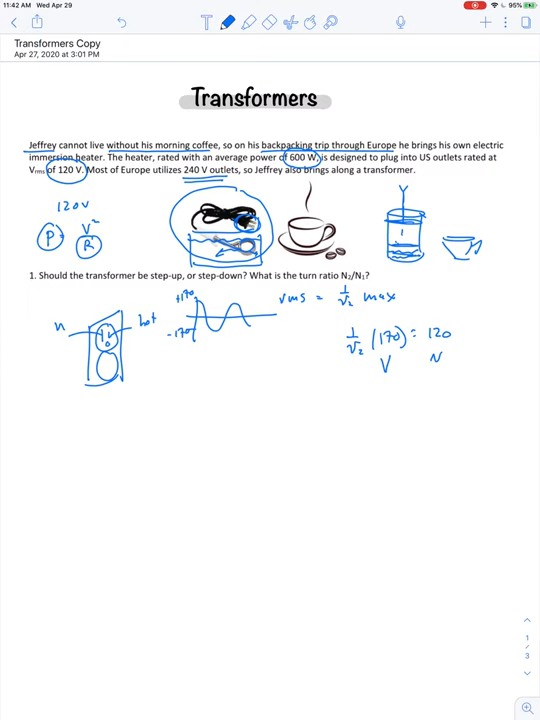 11:42 AM Wed Apr 29
95%
Transformers Copy
Apr 27, 2020 at 3:01 PM
Transformers
Jeffrey cannot live without his morning coffee, so on his backpacking trip through Europe he brings his own electric
immersion heater. The heater, rated with an average power of 600 W, is designed to plug into US outlets rated at
Vrms of 120 V. Most of Europe utilizes 240 V outlets, so Jeffrey also brings along a transformer.
120V
P = V²
R
1. Should the transformer be step-up, or step-down? What is the turn ratio N₂/N₁?
+170
Vms = 1/√2 max
n
hot
-170
1/√2 (170) = 120
V
1
/
3